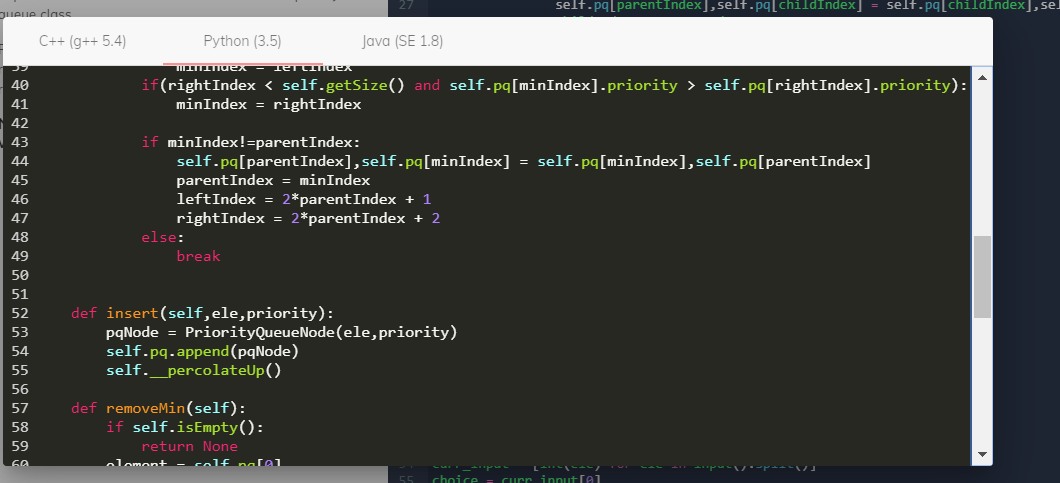 queue class
27 self.pq[parentIndex],self.pq[childIndex] = self.pq[childIndex],sel
C++ (g++ 5.4) Python (3.5) Java (SE 1.8)
39 minIndex = leftIndex
40 if(rightIndex < self.getSize() and self.pq[minIndex].priority > self.pq[rightIndex].priority):
41 minIndex = rightIndex
42
43 if minIndex!=parentIndex:
44 self.pq[parentIndex],self.pq[minIndex] = self.pq[minIndex],self.pq[parentIndex]
45 parentIndex = minIndex
46 leftIndex = 2*parentIndex + 1
47 rightIndex = 2*parentIndex + 2
48 else:
49 break
50
51
52 def insert(self,ele,priority):
53 pqNode = PriorityQueueNode(ele,priority)
54 self.pq.append(pqNode)
55 self.__percolateUp()
56
57 def removeMin(self):
58 if self.isEmpty():
59 return None
60 element = self.pq[0]
54 curr_input = [int(ele) for ele in input().split()]
55 choice = curr_input[0]